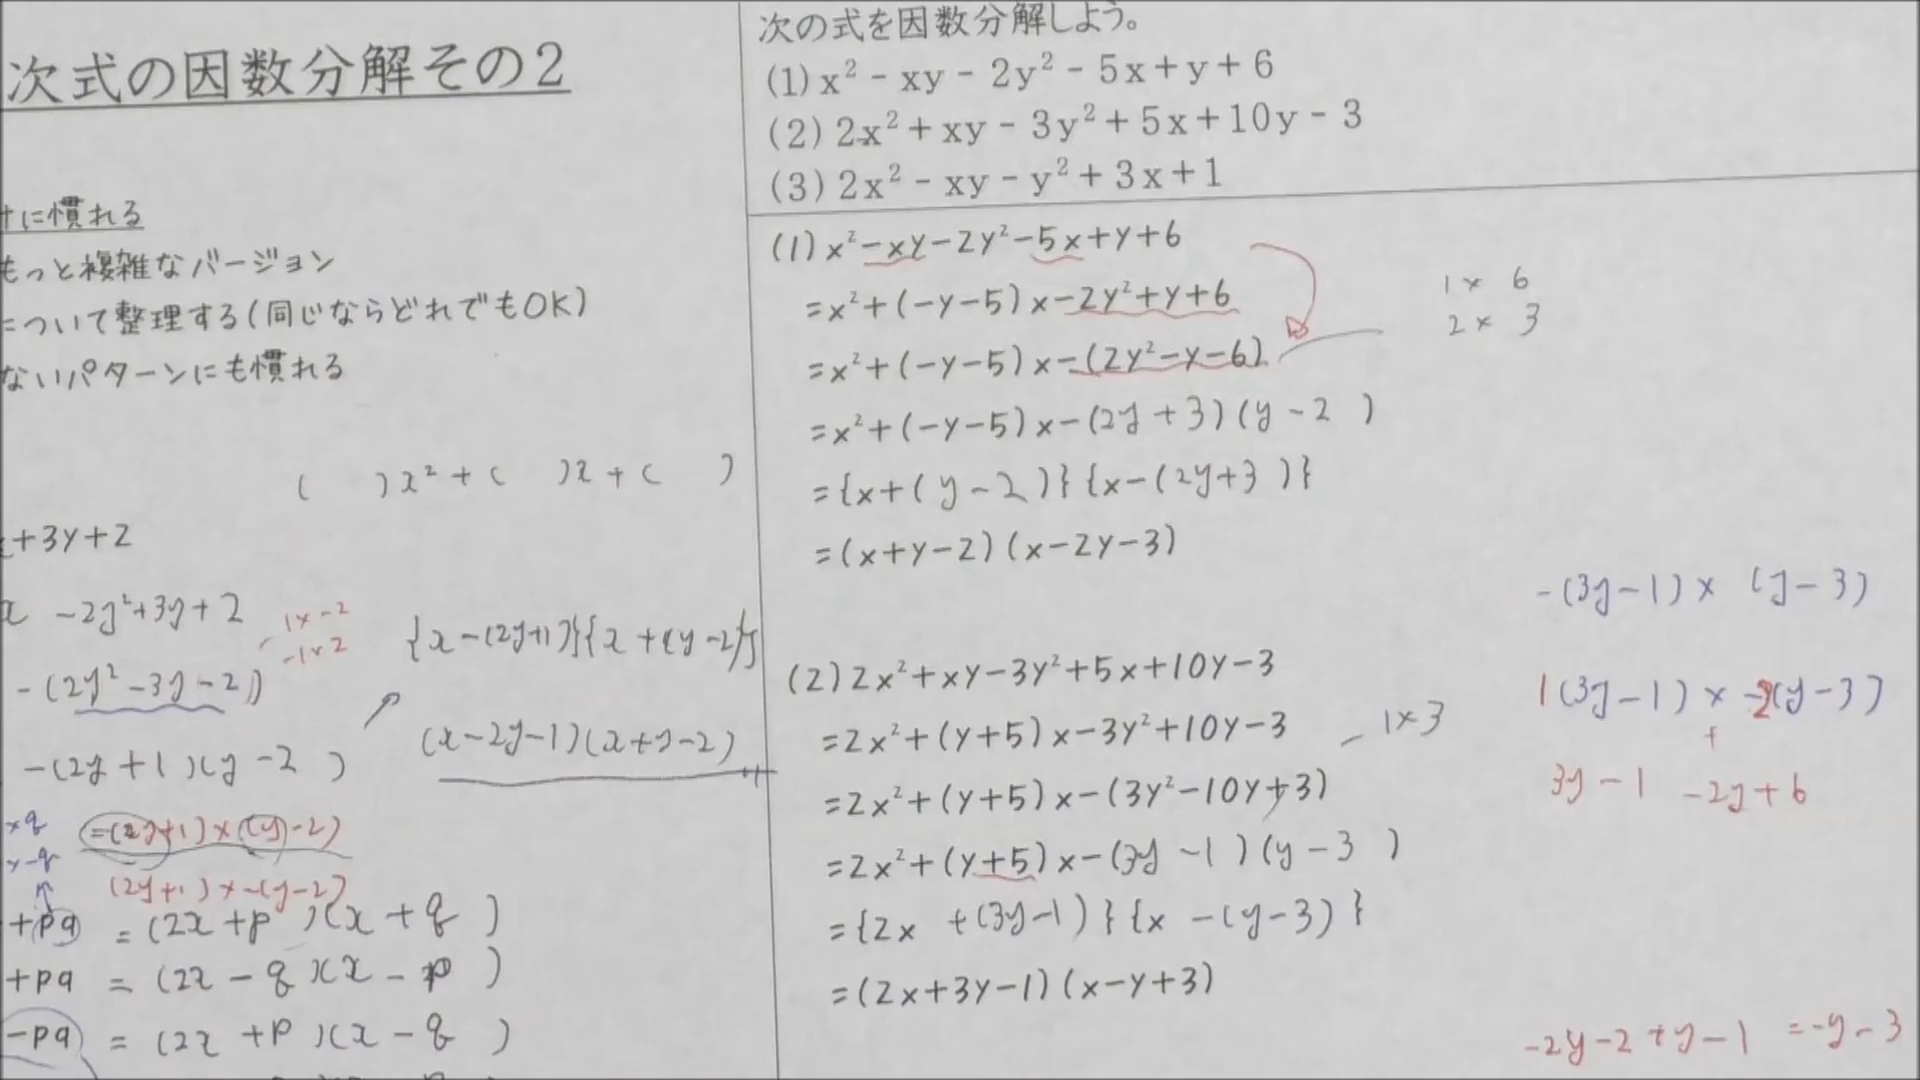 次式の因数分解その2
に慣れる
もっと複雑なバージョン
について整理する(同じならどれでもOK)
ないパターンにも慣れる
( )x²+( )x+( )
+3y+2
x -2y²+3y+2
1×-2
-1×2
-(2y²-3y-2)
{x-(2y+1)}{x+(y-2)}
-(2y+1)(y-2)
(x-2y-1)(x+y-2)
×q
×-q
=(2y+1)×(y-2)
(2y+1)×-(y-2)
+pq =(2x+p)(x+q)
+pq =(2x-q)(x-p)
-pq =(2x+p)(x-q)
次の式を因数分解しよう。
(1)x²-xy-2y²-5x+y+6
(2)2x²+xy-3y²+5x+10y-3
(3)2x²-xy-y²+3x+1
(1)x²-xy-2y²-5x+y+6
=x²+(-y-5)x-2y²+y+6
=x²+(-y-5)x-(2y²-y-6)
=x²+(-y-5)x-(2y+3)(y-2)
={x+(y-2)}{x-(2y+3)}
=(x+y-2)(x-2y-3)
1×6
2×3
(2)2x²+xy-3y²+5x+10y-3
=2x²+(y+5)x-3y²+10y-3
=2x²+(y+5)x-(3y²-10y+3)
=2x²+(y+5)x-(3y-1)(y-3)
={2x+(3y-1)}{x-(y-3)}
=(2x+3y-1)(x-y+3)
1×3
-(3y-1)×(y-3)
1(3y-1)×-2(y-3)
+
3y-1 -2y+6
-2y-2+y-1=-y-3